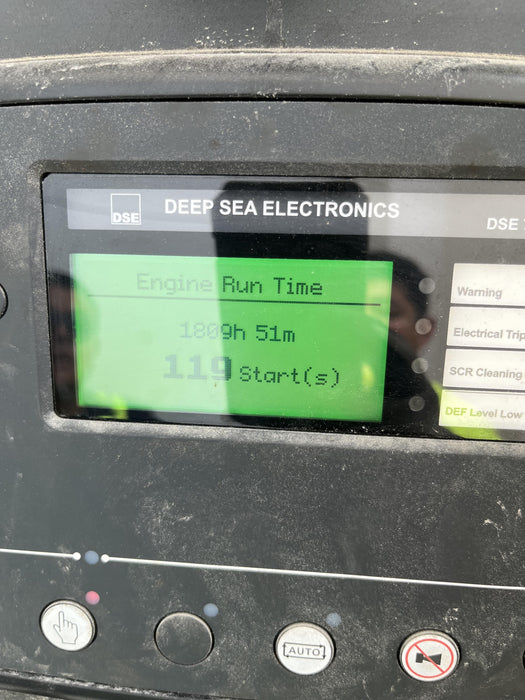 DSE
DEEP SEA ELECTRONICS
DSE
Engine Run Time
1809h 51m
119 Start(s)
Warning
Electrical Trip
SCR Cleaning
DEF Level Low
AUTO